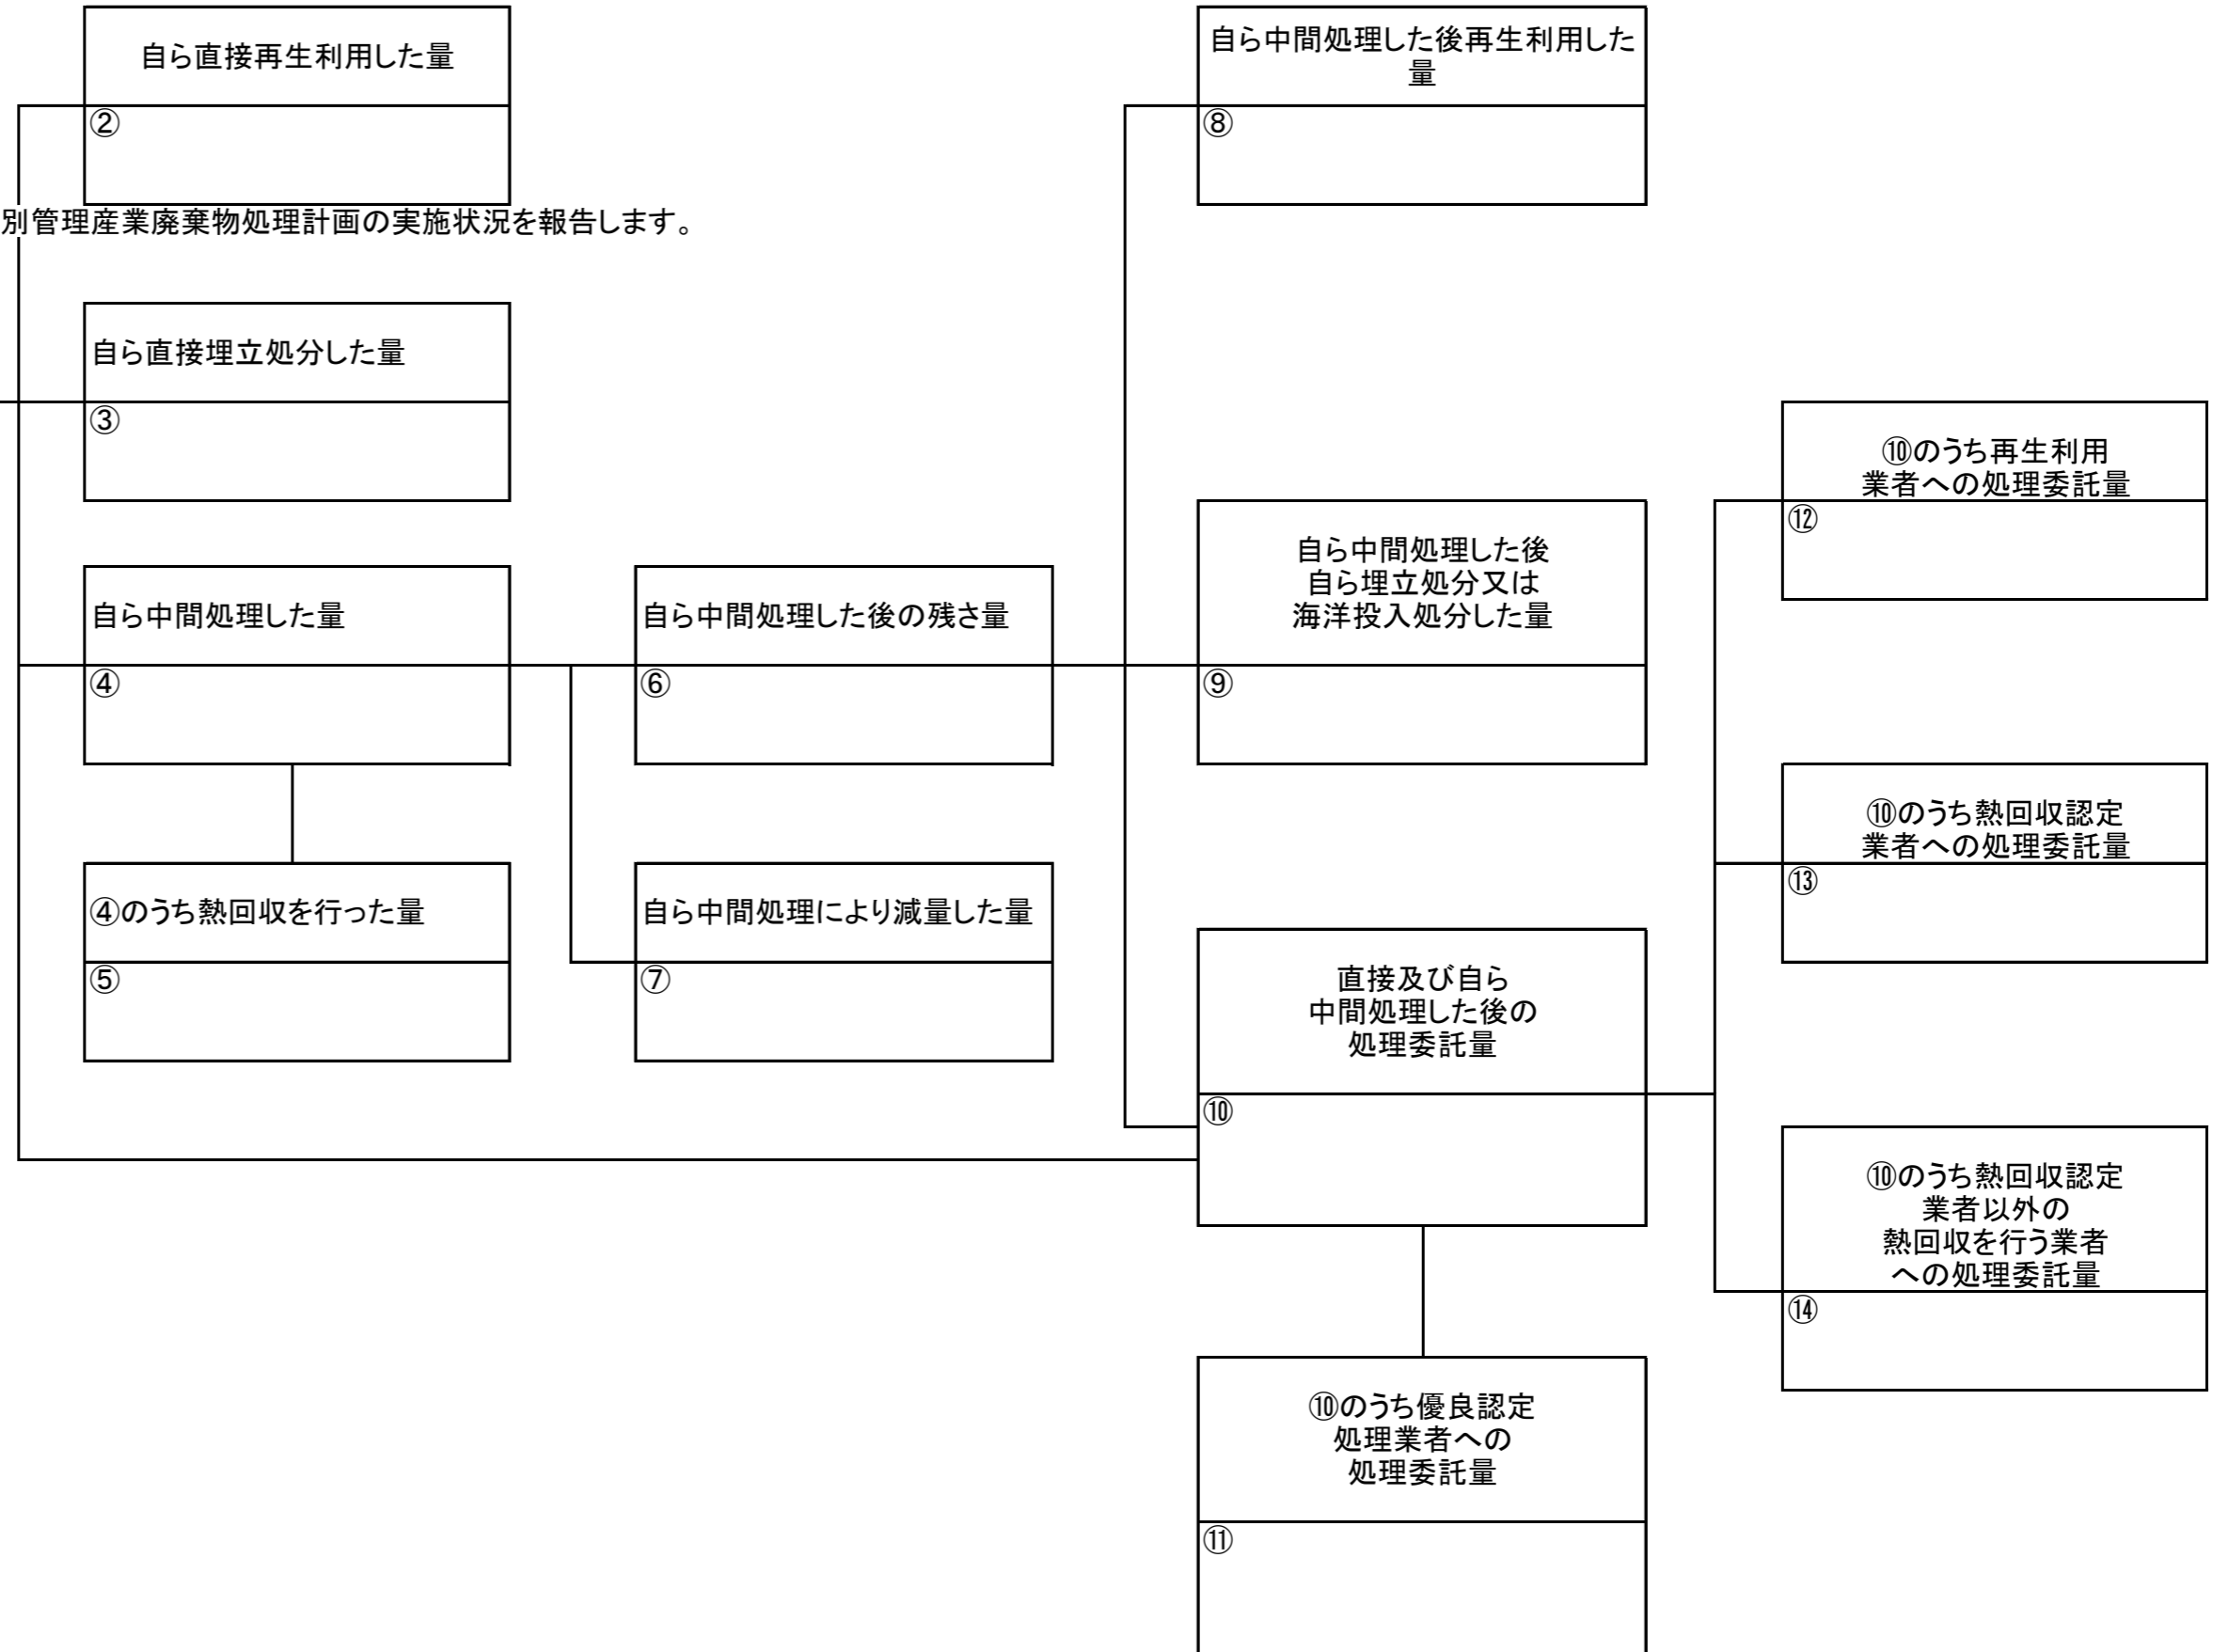 自ら直接再生利用した量
②
別管理産業廃棄物処理計画の実施状況を報告します。
自ら直接埋立処分した量
③
自ら中間処理した量
④
④のうち熱回収を行った量
⑤
自ら中間処理した後の残さ量
⑥
自ら中間処理により減量した量
⑦
自ら中間処理した後再生利用した
量
⑧
自ら中間処理した後
自ら埋立処分又は
海洋投入処分した量
⑨
直接及び自ら
中間処理した後の
処理委託量
⑩
⑩のうち優良認定
処理業者への
処理委託量
⑪
⑩のうち再生利用
業者への処理委託量
⑫
⑩のうち熱回収認定
業者への処理委託量
⑬
⑩のうち熱回収認定
業者以外の
熱回収を行う業者
への処理委託量
⑭